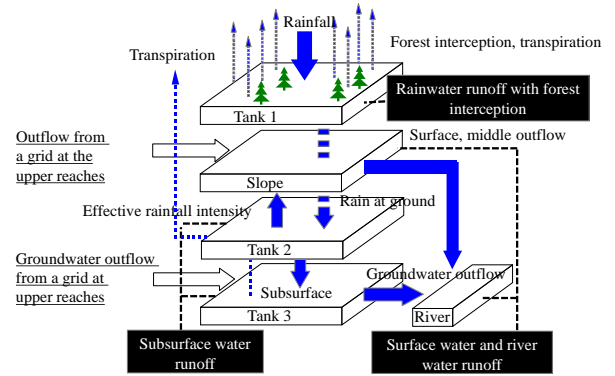 Rainfall
Transpiration
Forest interception, transpiration
Rainwater runoff with forest
interception
Tank 1
Outflow from
a grid at the
upper reaches
Surface, middle outflow
Slope
Effective rainfall intensity
Rain at ground
Tank 2
Groundwater outflow
from a grid at
upper reaches
Groundwater outflow
Subsurface
Tank 3
River
Subsurface water
runoff
Surface water and river
water runoff